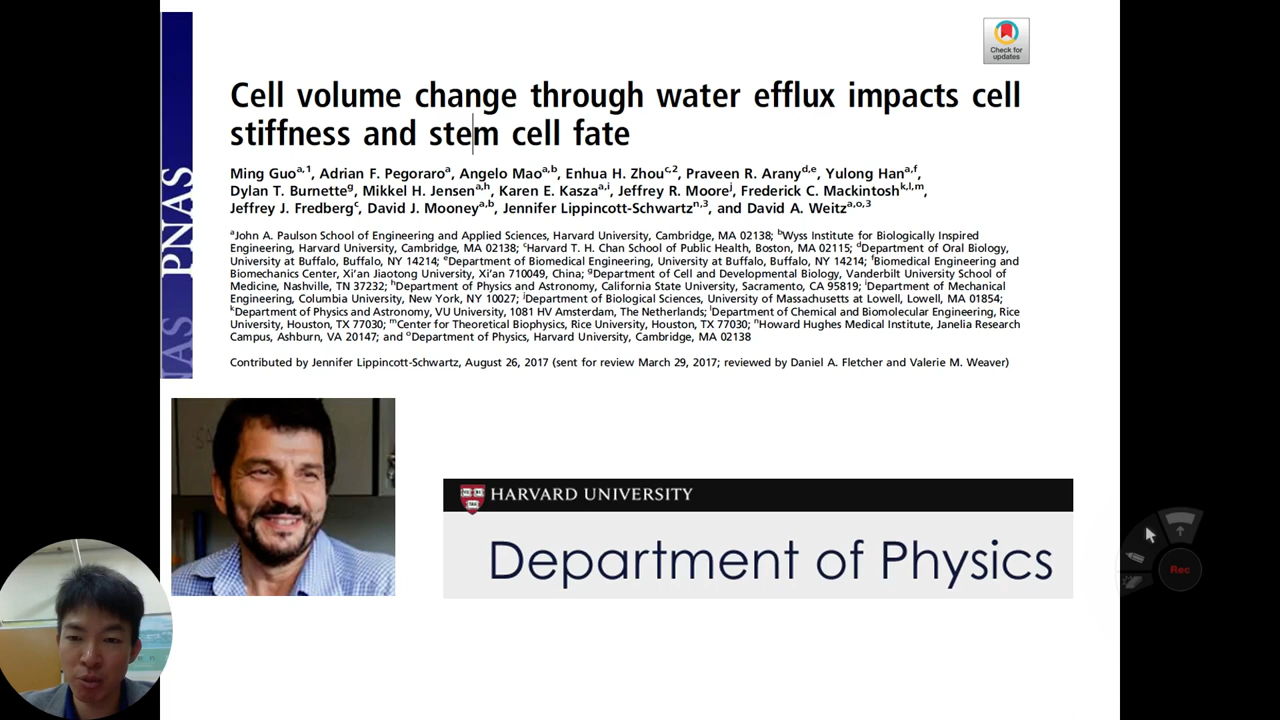 Check for
updates
Cell volume change through water efflux impacts cell
stiffness and stem cell fate
Ming Guoa,1, Adrian F. Pegoraroa, Angelo Maoa,b, Enhua H. Zhouc,2, Praveen R. Aranyd,e, Yulong Hana,f,
Dylan T. Burnetteg, Mikkel H. Jensena,h, Karen E. Kaszaa,i, Jeffrey R. Moorej, Frederick C. Mackintoshk,l,m,
Jeffrey J. Fredbergc, David J. Mooneya,b, Jennifer Lippincott-Schwartzn,3, and David A. Weitza,o,3
aJohn A. Paulson School of Engineering and Applied Sciences, Harvard University, Cambridge, MA 02138; bWyss Institute for Biologically Inspired
Engineering, Harvard University, Cambridge, MA 02138; cHarvard T. H. Chan School of Public Health, Boston, MA 02115; dDepartment of Oral Biology,
University at Buffalo, Buffalo, NY 14214; eDepartment of Biomedical Engineering, University at Buffalo, Buffalo, NY 14214; fBiomedical Engineering and
Biomechanics Center, Xi'an Jiaotong University, Xi'an 710049, China; gDepartment of Cell and Developmental Biology, Vanderbilt University School of
Medicine, Nashville, TN 37232; hDepartment of Physics and Astronomy, California State University, Sacramento, CA 95819; iDepartment of Mechanical
Engineering, Columbia University, New York, NY 10027; jDepartment of Biological Sciences, University of Massachusetts at Lowell, Lowell, MA 01854;
kDepartment of Physics and Astronomy, VU University, 1081 HV Amsterdam, The Netherlands; lDepartment of Chemical and Biomolecular Engineering, Rice
University, Houston, TX 77030; mCenter for Theoretical Biophysics, Rice University, Houston, TX 77030; nHoward Hughes Medical Institute, Janelia Research
Campus, Ashburn, VA 20147; and oDepartment of Physics, Harvard University, Cambridge, MA 02138
Contributed by Jennifer Lippincott-Schwartz, August 26, 2017 (sent for review March 29, 2017; reviewed by Daniel A. Fletcher and Valerie M. Weaver)
PNAS
AS
HARVARD UNIVERSITY
Department of Physics
Rec